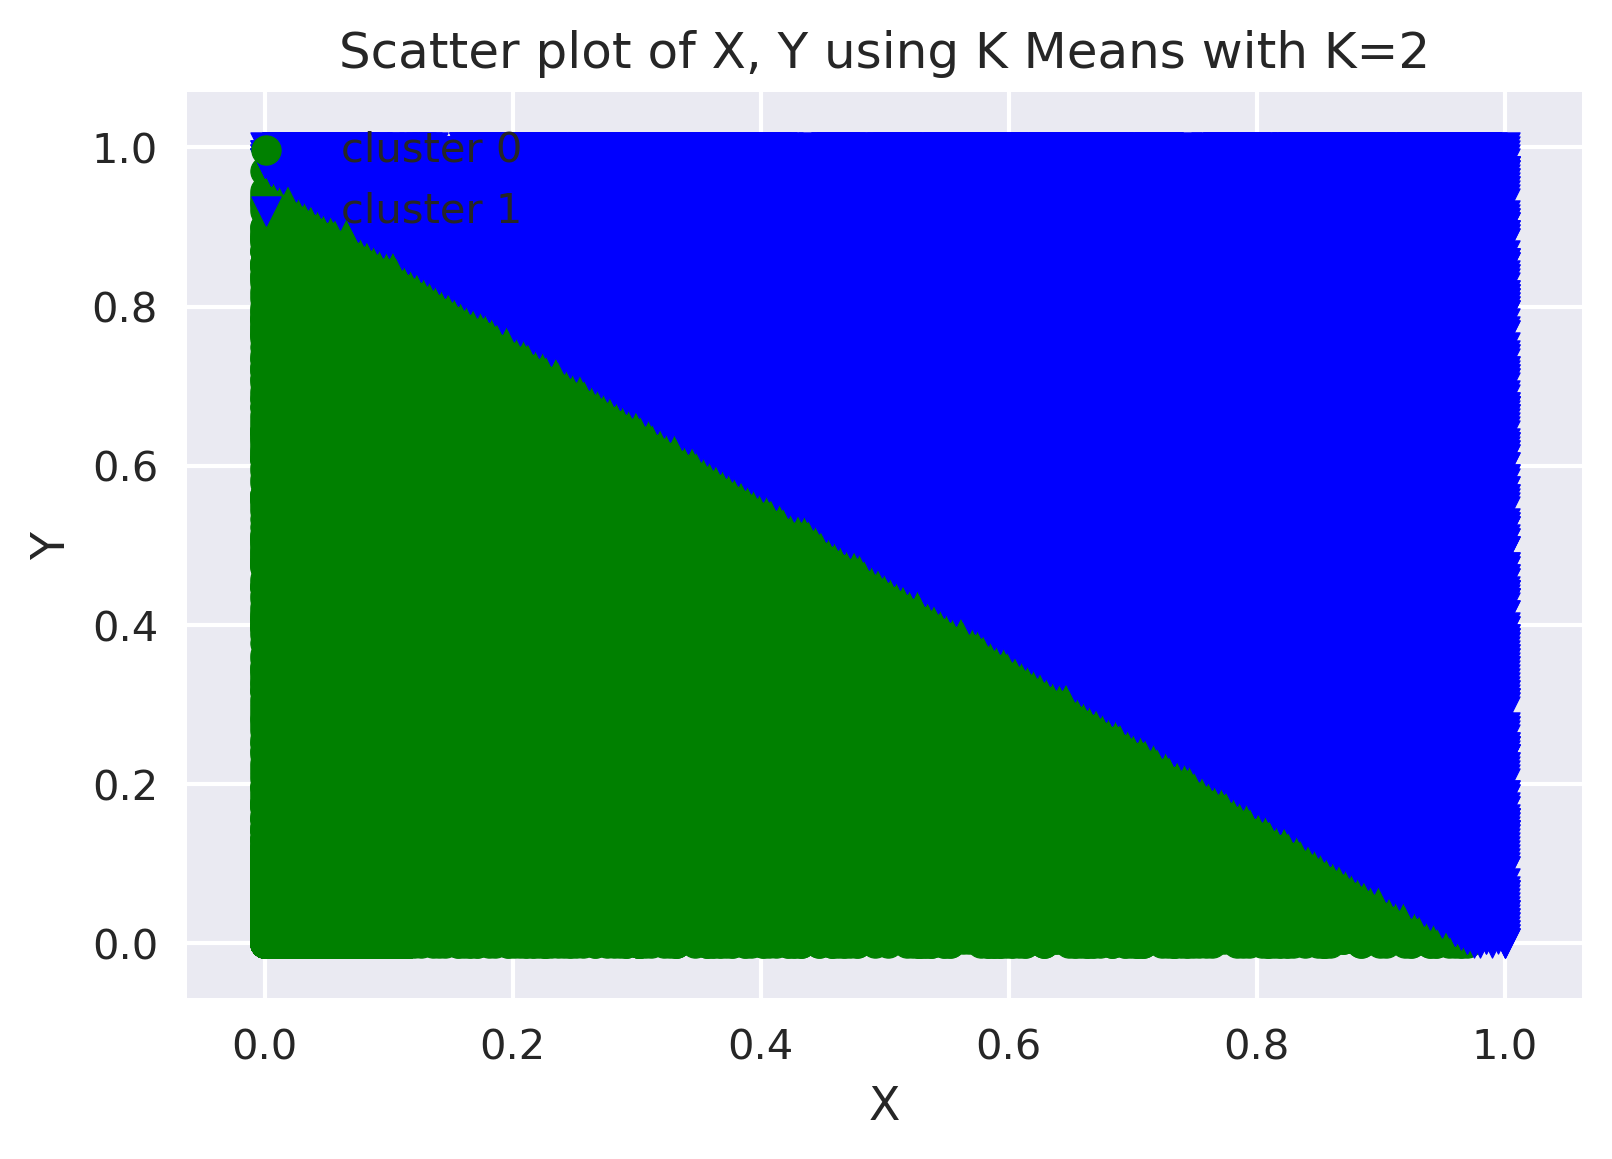 Scatter plot of X, Y using K Means with K=2
1.0
0.8
0.6
0.4
0.2
0.0
Y
cluster 0
cluster 1
0.0 0.2 0.4 0.6 0.8 1.0
X